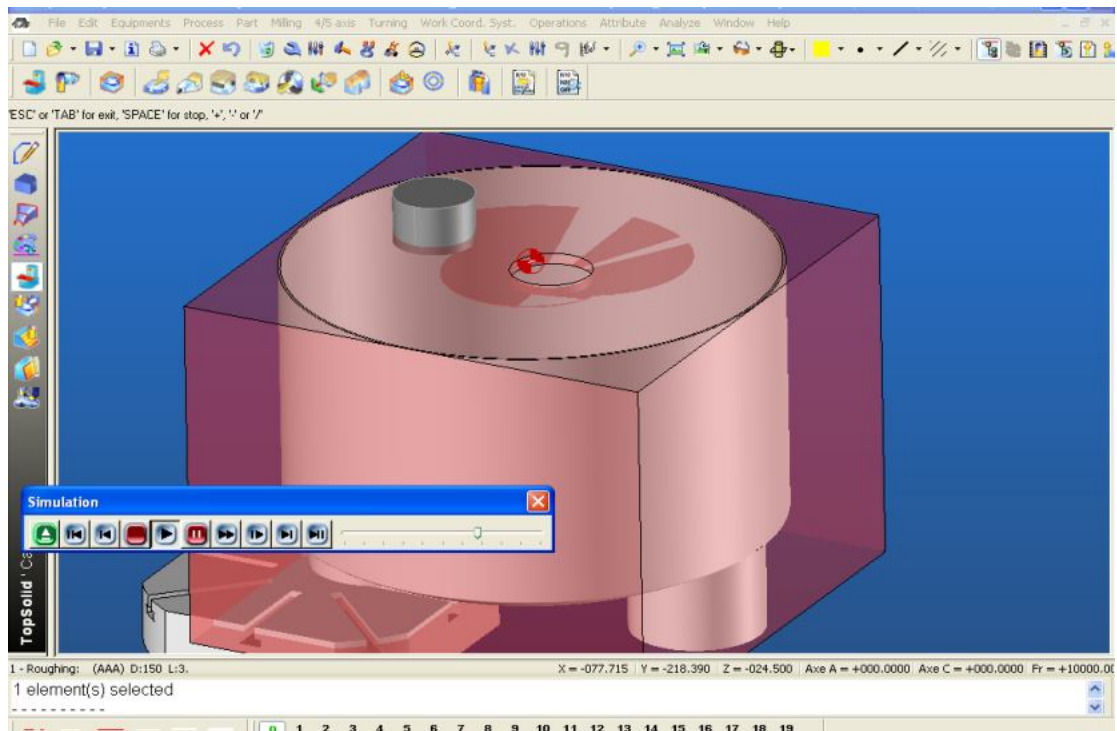 File Edit Equipments Process Part Milling 4/5 axis Turning Work Coord. Syst. Operations Attribute Analyze Window Help
'ESC' or 'TAB' for exit, 'SPACE' for stop, '+', '-' or '/'
Simulation
TopSolid'Ca
1 - Roughing: (AAA) D:150 L:3. X = -077.715 Y = -218.390 Z = -024.500 Axe A = +000.0000 Axe C = +000.0000 Fr = +10000.00
1 element(s) selected
----------
0 1 2 3 4 5 6 7 8 9 10 11 12 13 14 15 16 17 18 19